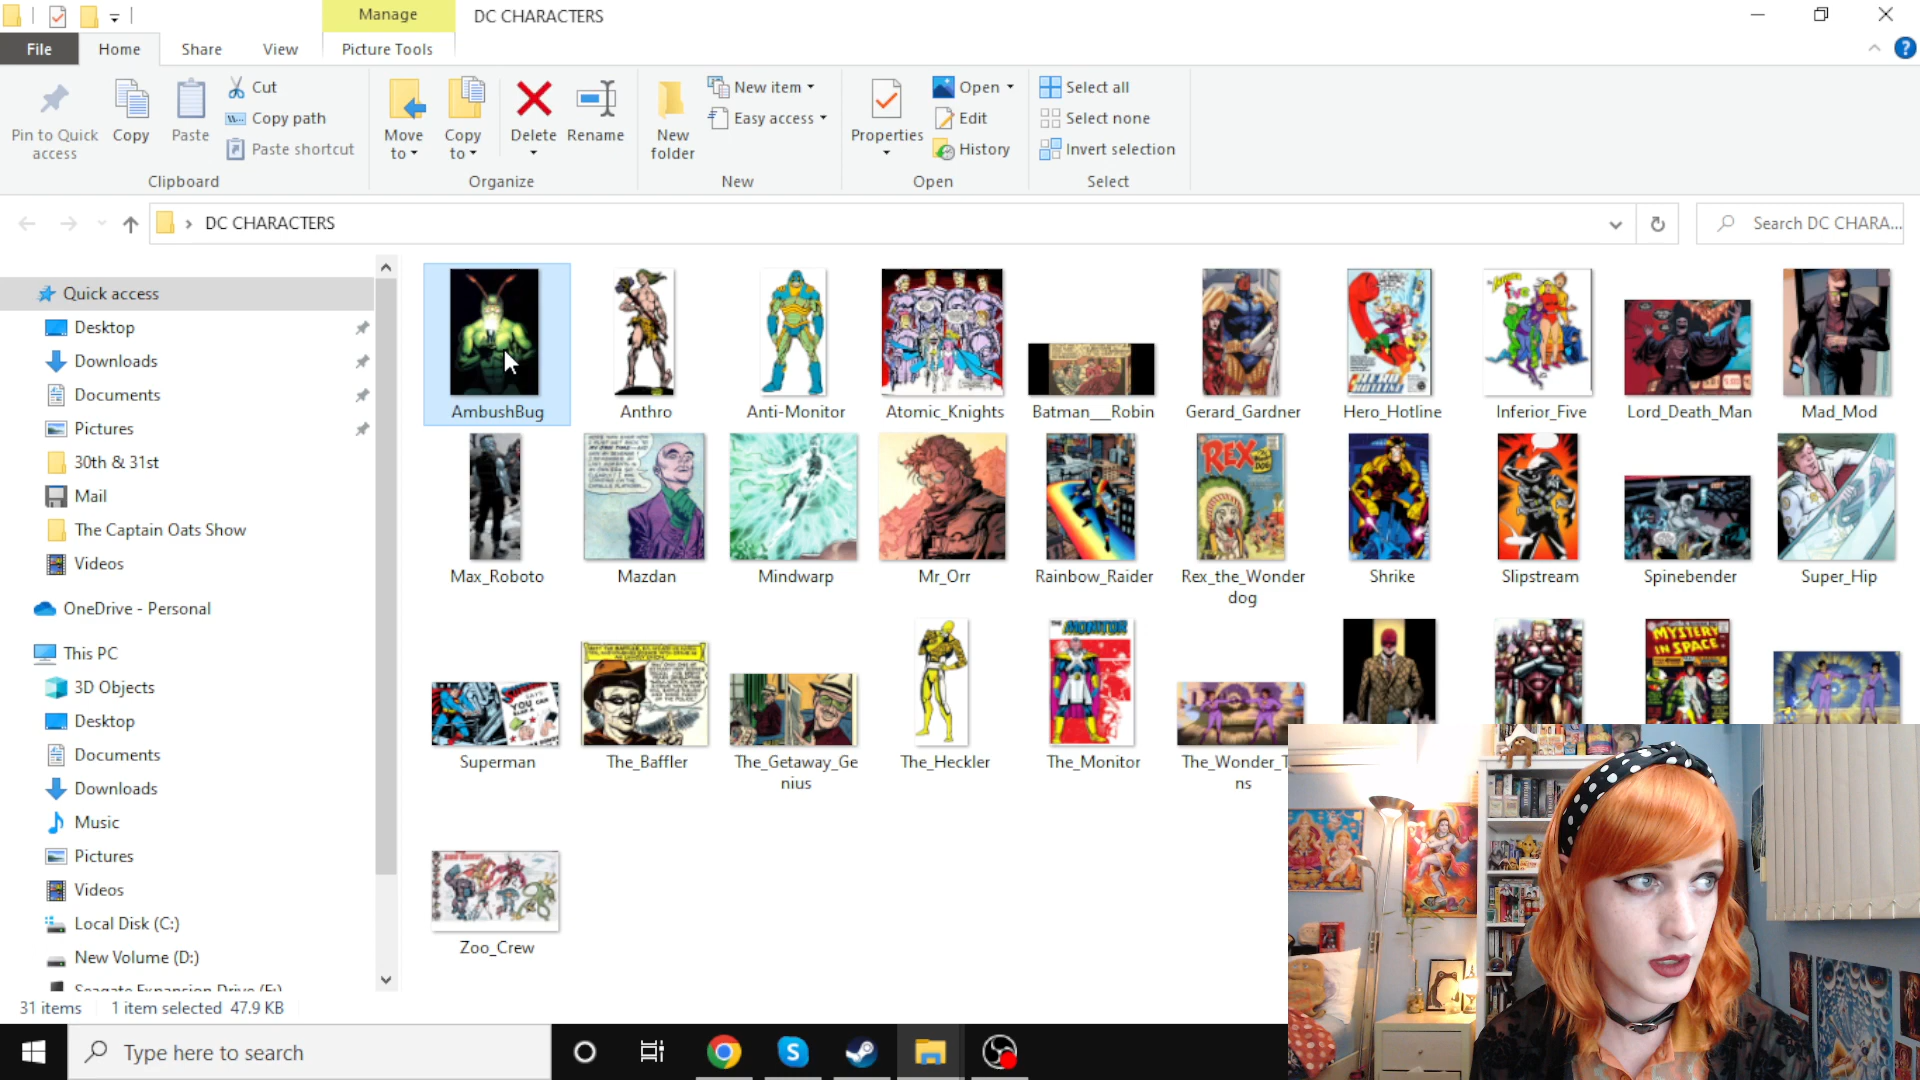 Manage
DC CHARACTERS
File
Home
Share
View
Picture Tools
Pin to Quick access
Copy
Paste
Cut
Copy path
Paste shortcut
Move to
Copy to
Delete
Rename
New folder
New item
Easy access
Properties
Open
Edit
History
Select all
Select none
Invert selection
Clipboard
Organize
New
Open
Select
DC CHARACTERS
Search DC CHARA...
Quick access
Desktop
Downloads
Documents
Pictures
30th & 31st
Mail
The Captain Oats Show
Videos
OneDrive - Personal
This PC
3D Objects
Desktop
Documents
Downloads
Music
Pictures
Videos
Local Disk (C:)
New Volume (D:)
Seagate Expansion Drive (F:)
AmbushBug
Anthro
Anti-Monitor
Atomic_Knights
Batman___Robin
Gerard_Gardner
Hero_Hotline
Inferior_Five
Lord_Death_Man
Mad_Mod
Max_Roboto
Mazdan
Mindwarp
Mr_Orr
Rainbow_Raider
Rex_the_Wonder
dog
Shrike
Slipstream
Spinebender
Super_Hip
Superman
The_Baffler
The_Getaway_Ge
nius
The_Heckler
The_Monitor
The_Wonder_T
ns
Zoo_Crew
REX
MONITOR
MYSTERY
IN SPACE
31 items
1 item selected 47.9 KB
Type here to search